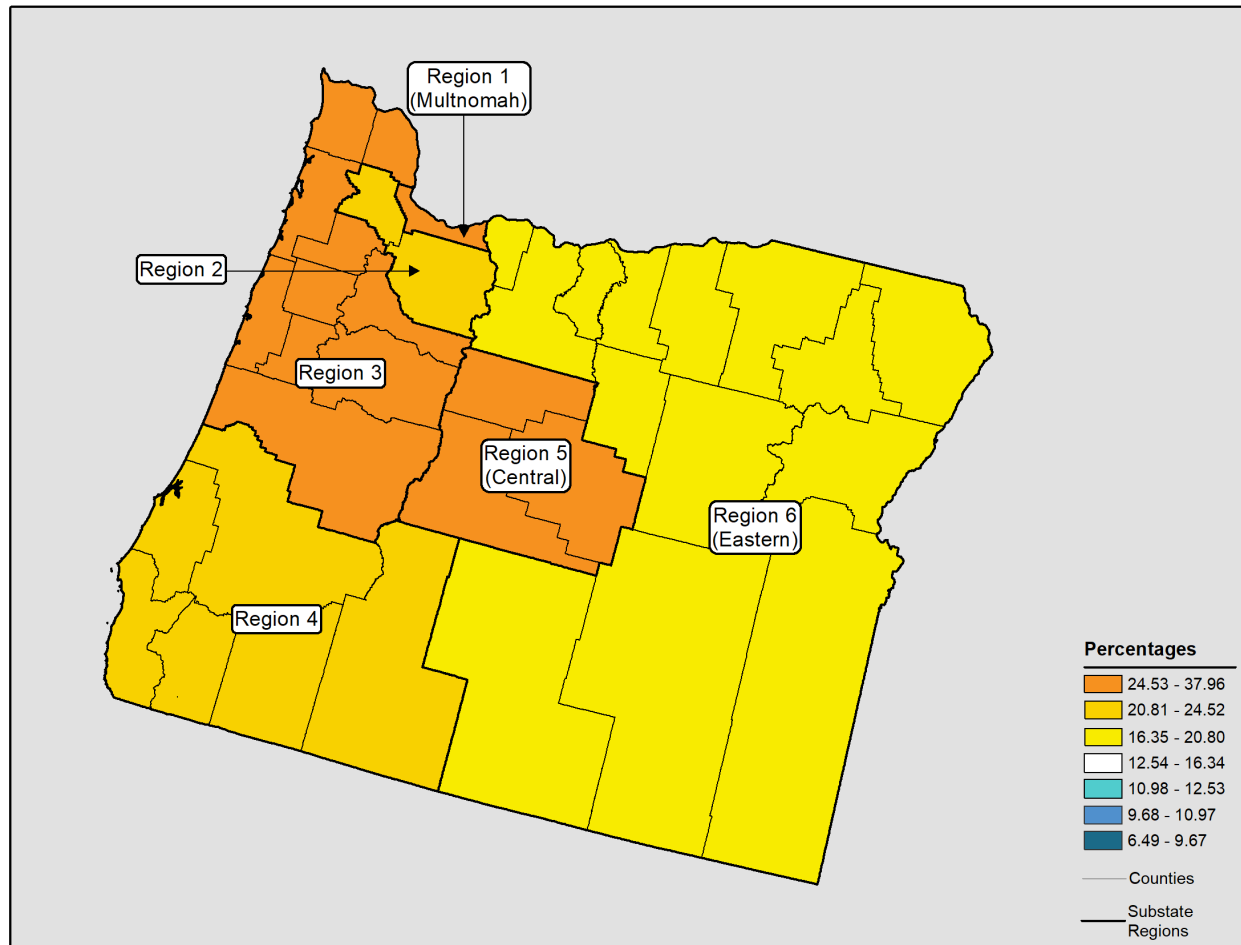 Region 1
(Multnomah)
Region 2
Region 3
Region 5
(Central)
Region 6
(Eastern)
Region 4
Percentages
24.53 - 37.96
20.81 - 24.52
16.35 - 20.80
12.54 - 16.34
10.98 - 12.53
9.68 - 10.97
6.49 - 9.67
Counties
Substate
Regions